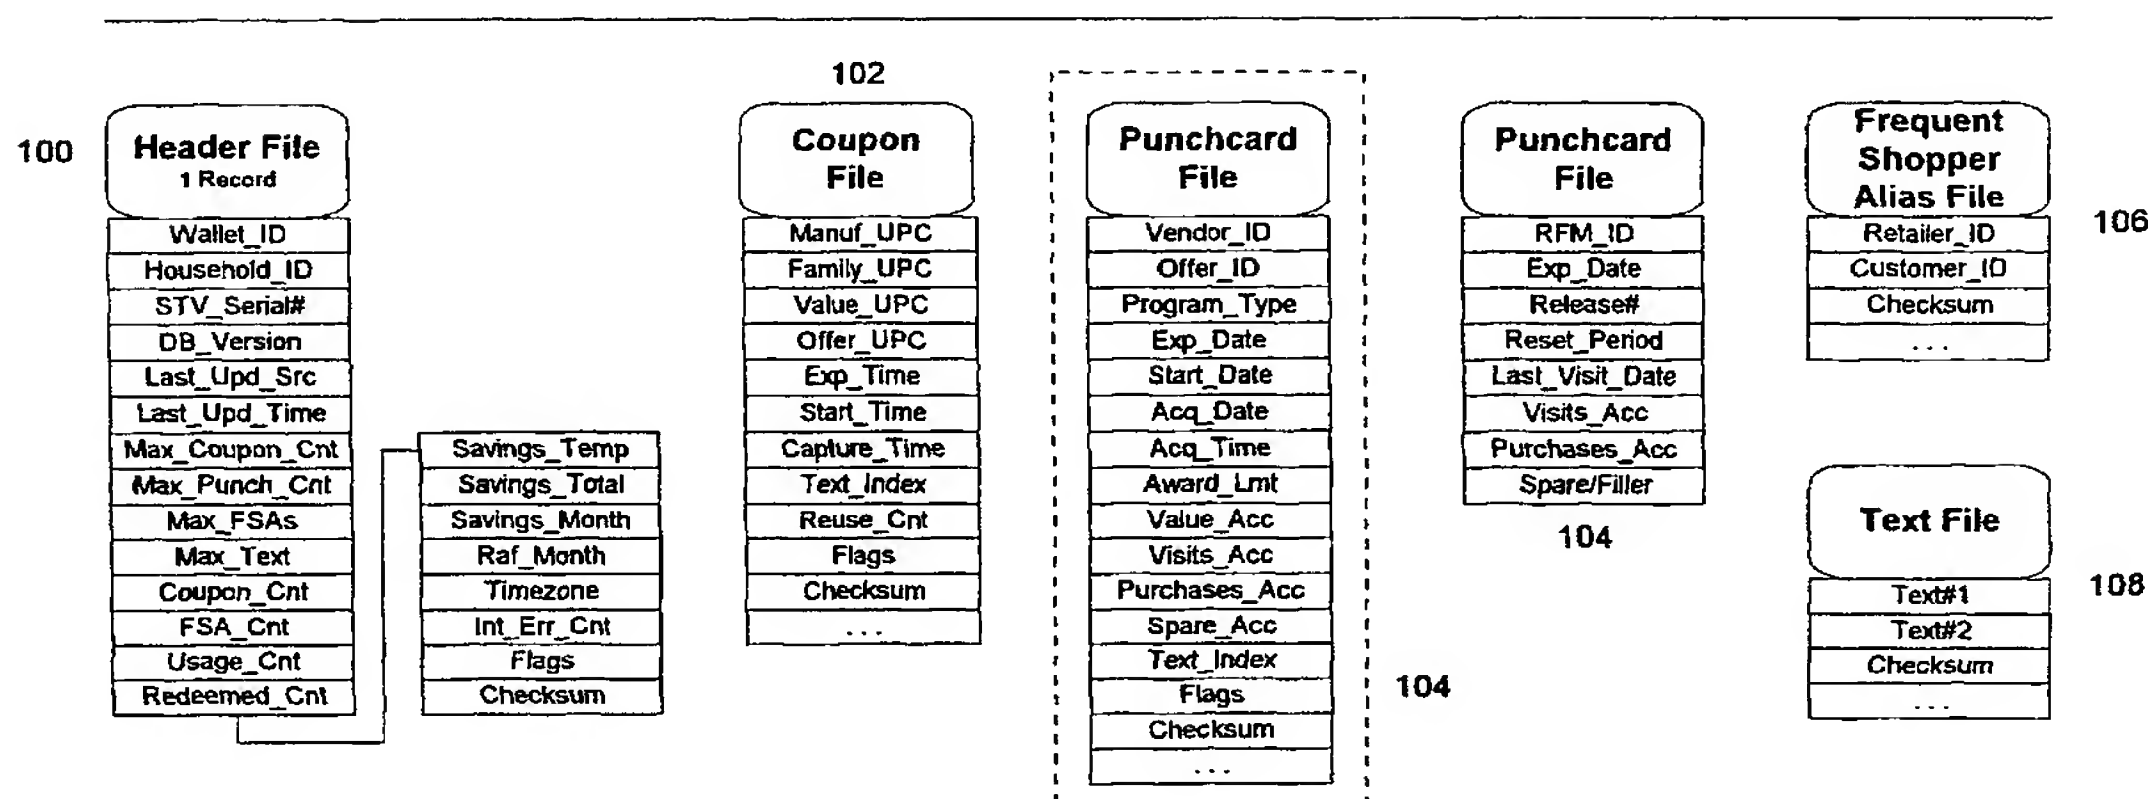 100
Header File
1 Record
Wallet_ID
Household_ID
STV_Serial#
DB_Version
Last_Upd_Src
Last_Upd_Time
Max_Coupon_Cnt
Max_Punch_Cnt
Max_FSAs
Max_Text
Coupon_Cnt
FSA_Cnt
Usage_Cnt
Redeemed_Cnt
Savings_Temp
Savings_Total
Savings_Month
Raf_Month
Timezone
Int_Err_Cnt
Flags
Checksum
102
Coupon
File
Manuf_UPC
Family_UPC
Value_UPC
Offer_UPC
Exp_Time
Start_Time
Capture_Time
Text_Index
Reuse_Cnt
Flags
Checksum
...
Punchcard
File
Vendor_ID
Offer_ID
Program_Type
Exp_Date
Start_Date
Acq_Date
Acq_Time
Award_Lmt
Value_Acc
Visits_Acc
Purchases_Acc
Spare_Acc
Text_Index
Flags
Checksum
...
104
Punchcard
File
RFM_ID
Exp_Date
Release#
Reset_Period
Last_Visit_Date
Visits_Acc
Purchases_Acc
Spare/Filler
104
Frequent
Shopper
Alias File
106
Retailer_ID
Customer_ID
Checksum
...
Text File
108
Text#1
Text#2
Checksum
...